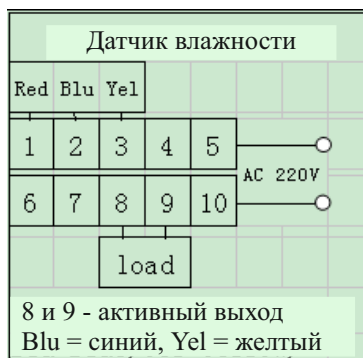 Датчик влажности
Red Blu Yel
1 2 3 4 5
AC 220V
6 7 8 9 10
load
8 и 9 - активный выход
Blu = синий, Yel = желтый